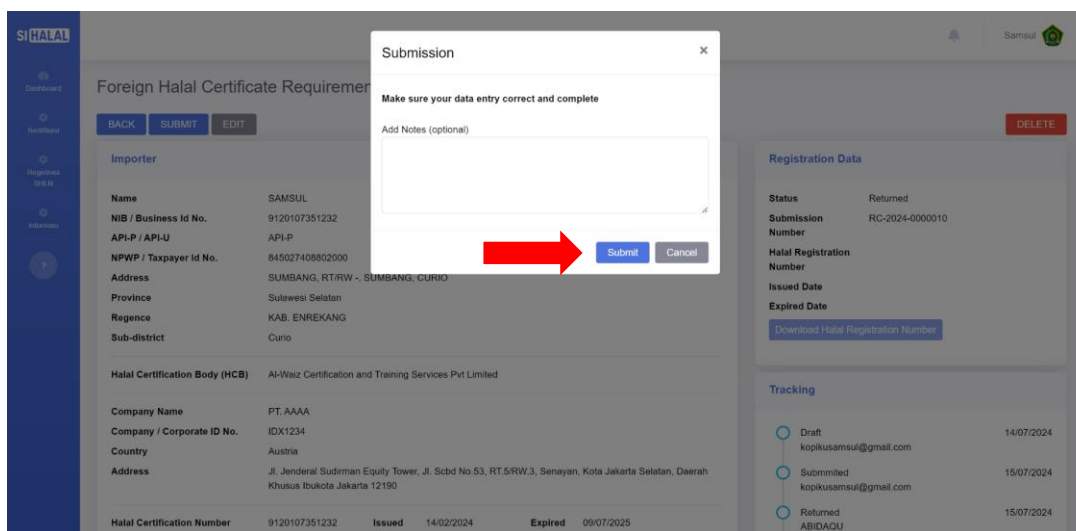 SIHALAL
Samsul
Dashboard
Foreign Halal Certificate Requiremen
Submission ×
Make sure your data entry correct and complete
Add Notes (optional)
Submit Cancel
BACK SUBMIT EDIT
DELETE
Importer
Name SAMSUL
NIB / Business Id No. 9120107351232
API-P / API-U API-P
NPWP / Taxpayer Id No. 845027408802000
Address SUMBANG, RT/RW -, SUMBANG, CURIO
Province Sulawesi Selatan
Regence KAB. ENREKANG
Sub-district Curio
Halal Certification Body (HCB) Al-Waiz Certification and Training Services Pvt Limited
Company Name PT. AAAA
Company / Corporate ID No. IDX1234
Country Austria
Address Jl. Jenderal Sudirman Equity Tower, Jl. Scbd No.53, RT.5/RW.3, Senayan, Kota Jakarta Selatan, Daerah
Khusus Ibukota Jakarta 12190
Halal Certification Number 9120107351232 Issued 14/02/2024 Expired 09/07/2025
Registration Data
Status Returned
Submission RC-2024-0000010
Number
Halal Registration
Number
Issued Date
Expired Date
Download Halal Registration Number
Tracking
Draft 14/07/2024
kopikusamsul@gmail.com
Submmited 15/07/2024
kopikusamsul@gmail.com
Returned 15/07/2024
ABIDAQU